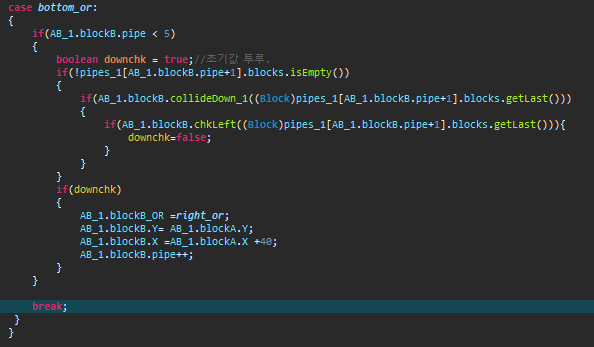 case bottom_or:
{
if(AB_1.blockB.pipe < 5)
{
boolean downchk = true;//초기값 투루.
if(!pipes_1[AB_1.blockB.pipe+1].blocks.isEmpty())
{
if(AB_1.blockB.collideDown_1((Block)pipes_1[AB_1.blockB.pipe+1].blocks.getLast()))
{
if(AB_1.blockB.chkLeft((Block)pipes_1[AB_1.blockB.pipe+1].blocks.getLast())){
downchk=false;
}
}
}
if(downchk)
{
AB_1.blockB_OR =right_or;
AB_1.blockB.Y= AB_1.blockA.Y;
AB_1.blockB.X =AB_1.blockA.X +40;
AB_1.blockB.pipe++;
}
}
break;
}
}